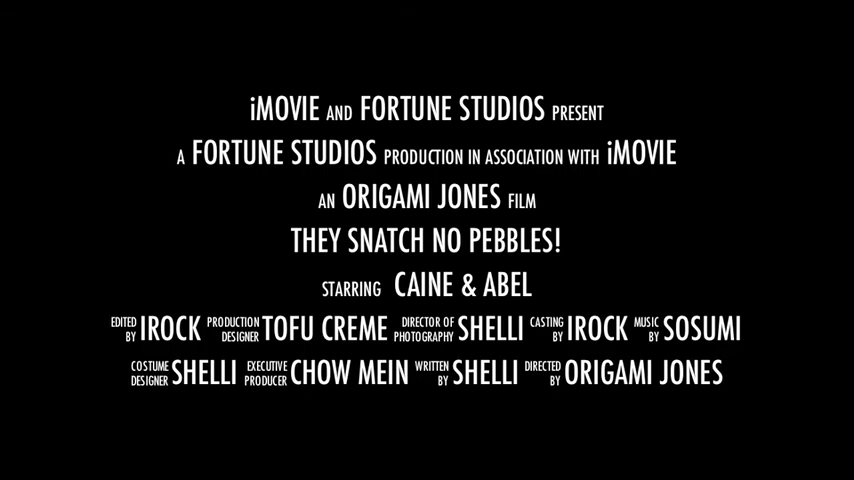 iMOVIE AND FORTUNE STUDIOS PRESENT
A FORTUNE STUDIOS PRODUCTION IN ASSOCIATION WITH iMOVIE
AN ORIGAMI JONES FILM
THEY SNATCH NO PEBBLES!
STARRING CAINE & ABEL
EDITED BY IROCK PRODUCTION DESIGNER TOFU CREME DIRECTOR OF PHOTOGRAPHY SHELLI CASTING BY IROCK MUSIC BY SOSUMI
COSTUME DESIGNER SHELLI EXECUTIVE PRODUCER CHOW MEIN WRITTEN BY SHELLI DIRECTED BY ORIGAMI JONES